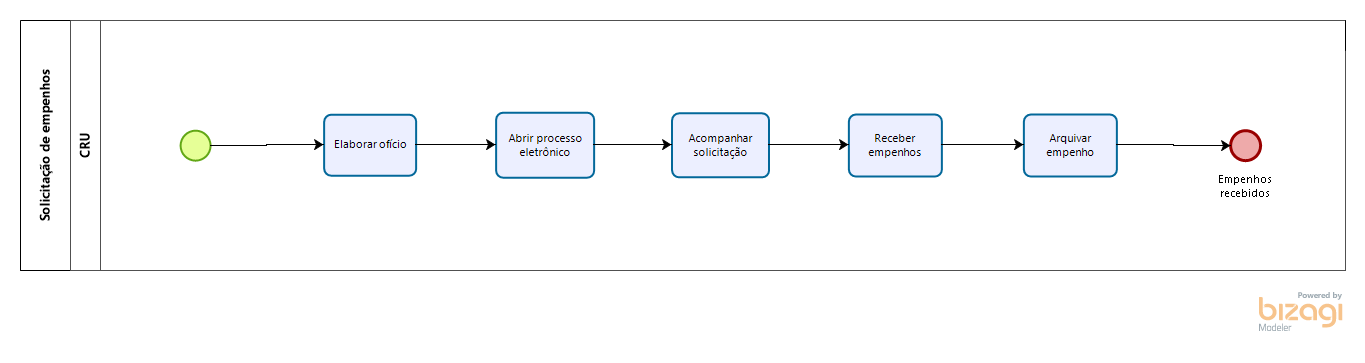 Solicitação de empenhos
CRU
Elaborar ofício
Abrir processo
eletrônico
Acompanhar
solicitação
Receber
empenhos
Arquivar
empenho
Empenhos
recebidos
Powered by
bizagi
Modeler